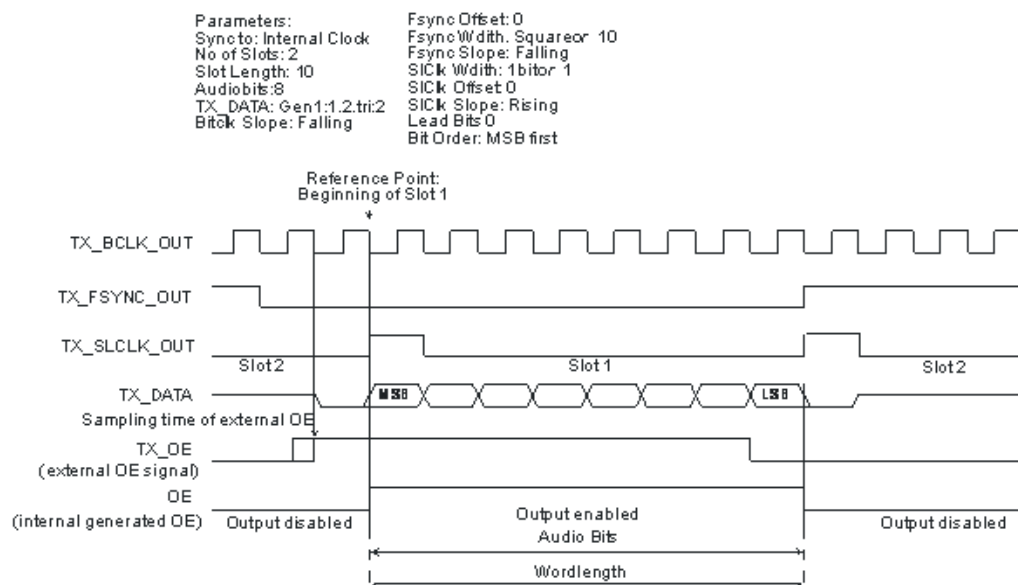 Parameters:
Sync to: Internal Clock
No of Slots: 2
Slot Length: 10
Audiobits:8
TX_DATA: Gen1:1.2.tri:2
Bitclk Slope: Falling
Fsync Offset: 0
Fsync Wdith. Squareor 10
Fsync Slope: Falling
SlClk Wdith: 1bitor 1
SlClk Offset 0
SlClk Slope: Rising
Lead Bits 0
Bit Order: MSB first
Reference Point:
Beginning of Slot 1
TX_BCLK_OUT
TX_FSYNC_OUT
TX_SLCLK_OUT
Slot 2
Slot 1
Slot 2
TX_DATA
MSB
LSB
Sampling time of external OE
TX_OE
(external OE signal)
OE
(internal generated OE)
Output disabled
Output enabled
Output disabled
Audio Bits
Wordlength